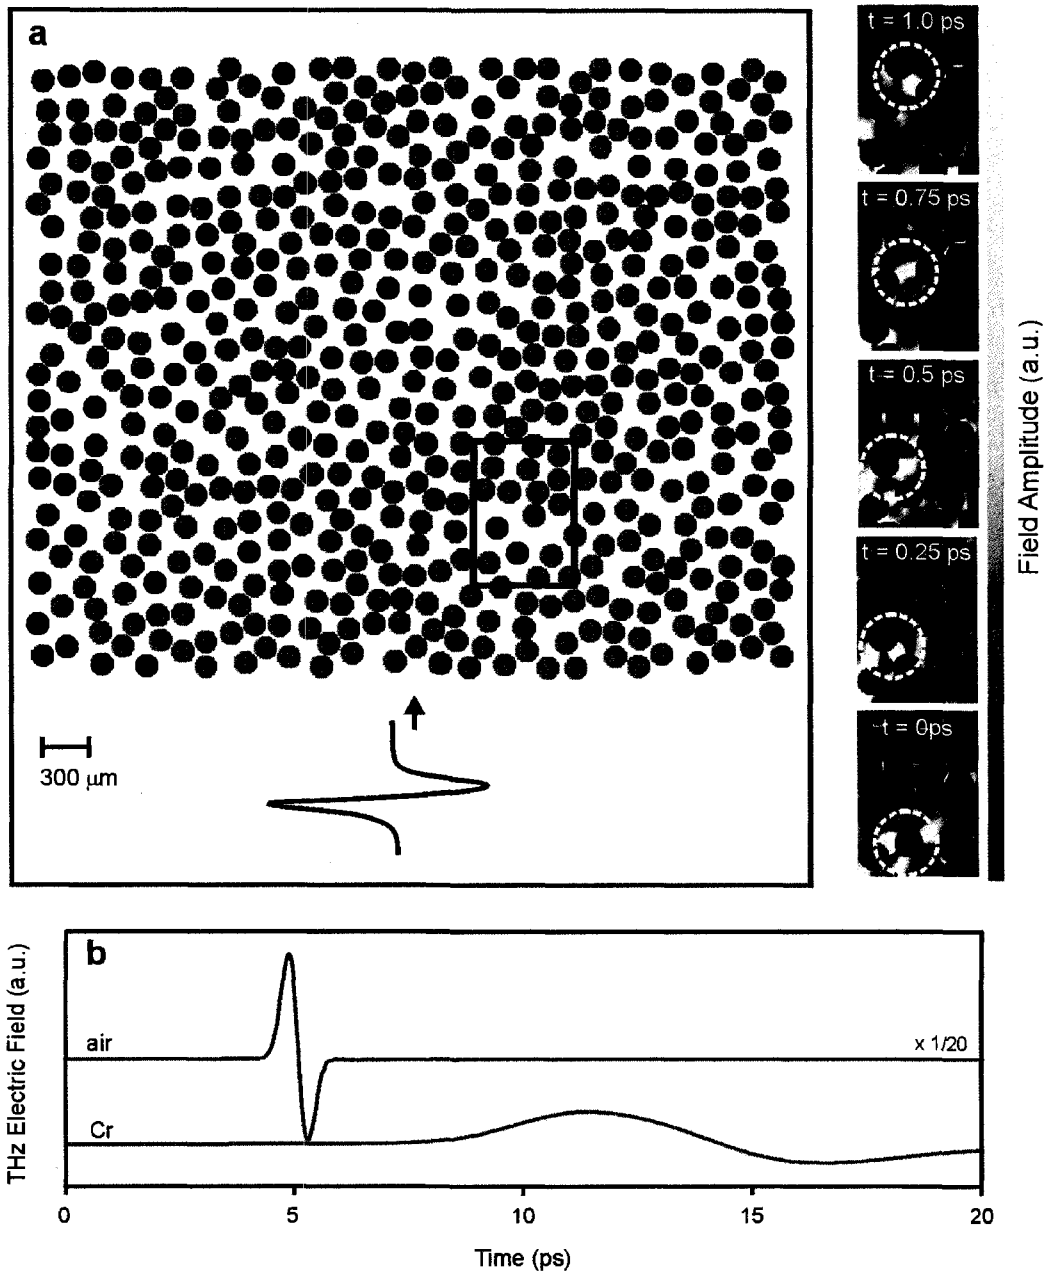 a
t = 1.0 ps
t = 0.75 ps
t = 0.5 ps
t = 0.25 ps
t = 0ps
Field Amplitude (a.u.)
300 μm
b
THz Electric Field (a.u.)
air
x 1/20
Cr
0 5 10 15 20
Time (ps)